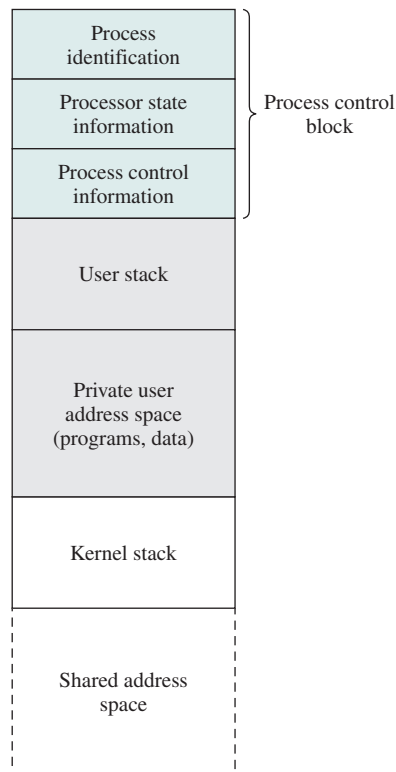 Process
identification
Processor state
information
Process control
block
Process control
information
User stack
Private user
address space
(programs, data)
Kernel stack
Shared address
space